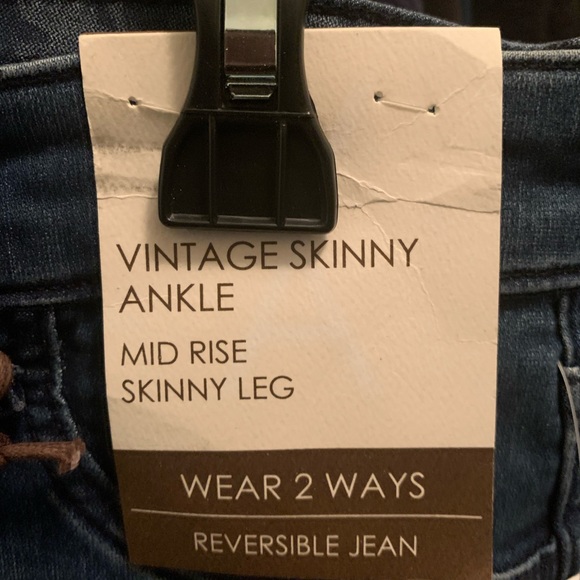 VINTAGE SKINNY
ANKLE
MID RISE
SKINNY LEG
WEAR 2 WAYS
REVERSIBLE JEAN